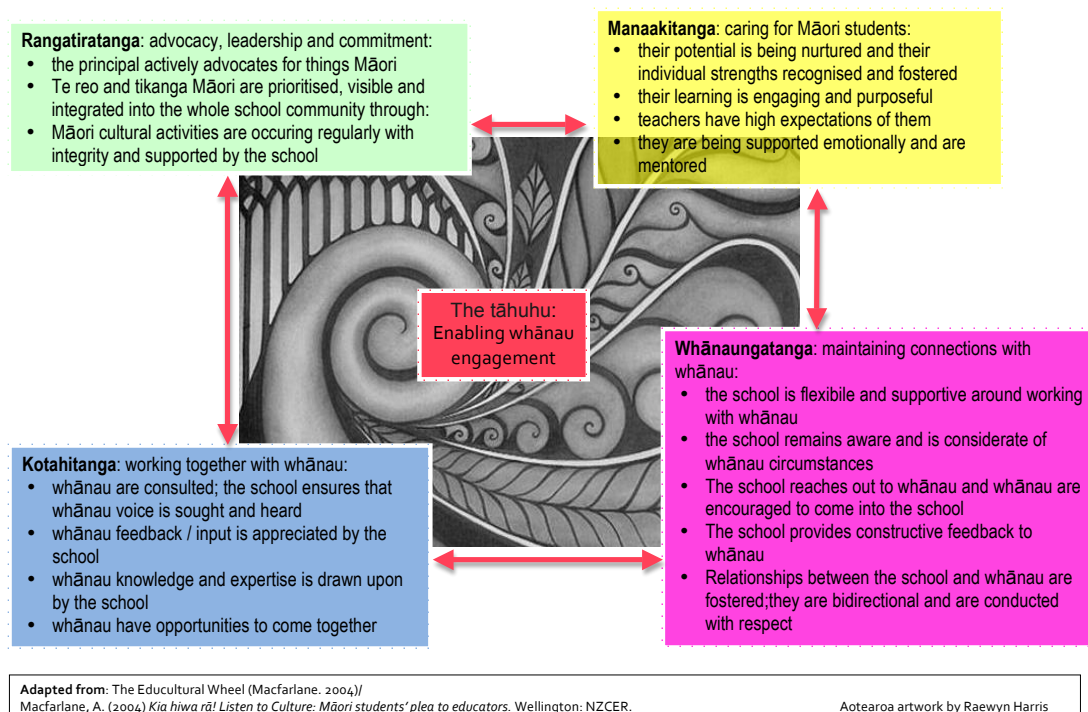 Rangatiratanga: advocacy, leadership and commitment:
• the principal actively advocates for things Māori
• Te reo and tikanga Māori are prioritised, visible and
integrated into the whole school community through:
• Māori cultural activities are occuring regularly with
integrity and supported by the school
Manaakitanga: caring for Māori students:
• their potential is being nurtured and their
individual strengths recognised and fostered
• their learning is engaging and purposeful
• teachers have high expectations of them
• they are being supported emotionally and are
mentored
The tāhuhu:
Enabling whānau
engagement
Whānaungatanga: maintaining connections with
whānau:
• the school is flexibile and supportive around working
with whānau
• the school remains aware and is considerate of
whānau circumstances
• The school reaches out to whānau and whānau are
encouraged to come into the school
• The school provides constructive feedback to
whānau
• Relationships between the school and whānau are
fostered;they are bidirectional and are conducted
with respect
Kotahitanga: working together with whānau:
• whānau are consulted; the school ensures that
whānau voice is sought and heard
• whānau feedback / input is appreciated by the
school
• whānau knowledge and expertise is drawn upon
by the school
• whānau have opportunities to come together
Adapted from: The Educultural Wheel (Macfarlane. 2004)/
Macfarlane, A. (2004) Kia hiwa rā! Listen to Culture: Māori students' plea to educators. Wellington: NZCER.
Aotearoa artwork by Raewyn Harris